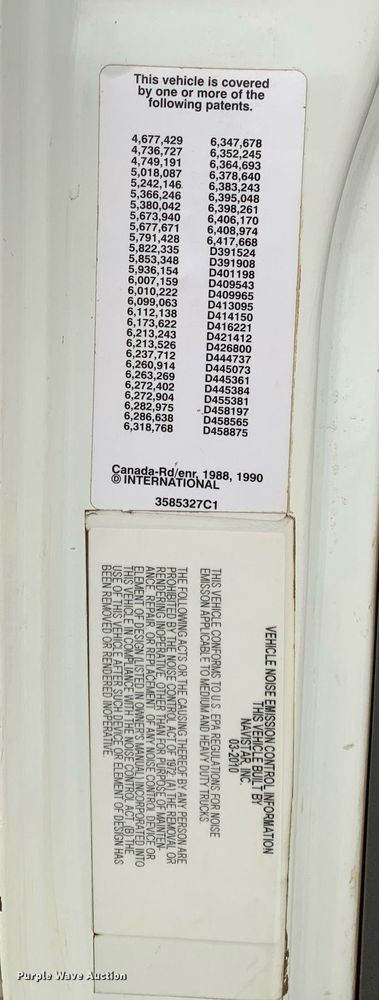 This vehicle is covered
by one or more of the
following patents.
4,677,429
4,736,727
4,749,191
5,018,087
5,242,146
5,366,246
5,380,042
5,673,940
5,677,671
5,791,428
5,822,335
5,853,348
5,936,154
6,007,159
6,010,222
6,099,063
6,112,138
6,173,622
6,213,243
6,213,526
6,237,712
6,260,914
6,263,269
6,272,402
6,272,904
6,282,975
6,286,638
6,318,768
6,347,678
6,352,245
6,364,693
6,378,640
6,383,243
6,395,048
6,398,261
6,406,170
6,408,974
6,417,668
D391524
D391908
D401198
D409543
D409965
D413095
D414150
D416221
D421412
D426800
D444737
D445073
D445361
D445384
D455381
D458197
D458565
D458875
Canada-Rd/enr, 1988, 1990
© INTERNATIONAL
3585327C1
VEHICLE NOISE EMISSION CONTROL INFORMATION
THIS VEHICLE BUILT BY
NAVISTAR, INC.
03-2010
THIS VEHICLE CONFORMS TO U.S. EPA REGULATIONS FOR NOISE
EMISSON APPLICABLE TO MEDIUM AND HEAVY DUTY TRUCKS
THE FOLLOWING ACTS OR THE CAUSING THEREOF BY ANY PERSON ARE
PROHIBITED BY THE NOISE CONTROL ACT OF 1972: (A) THE REMOVAL OR
RENDERING INOPERATIVE, OTHER THAN FOR PURPOSE OF MAINTEN-
ANCE, REPAIR, OR REPLACEMENT OF ANY NOISE CONTROL DEVICE OR
ELEMENT OF DESIGN (LISTED IN OWNER'S MANUAL) INCORPORATED INTO
THIS VEHICLE IN COMPLIANCE WITH THE NOISE CONTROL ACT, (B) THE
USE OF THIS VEHICLE AFTER SUCH DEVICE OR ELEMENT OF DESIGN HAS
BEEN REMOVED OR RENDERED INOPERATIVE.
Purple Wave Auction